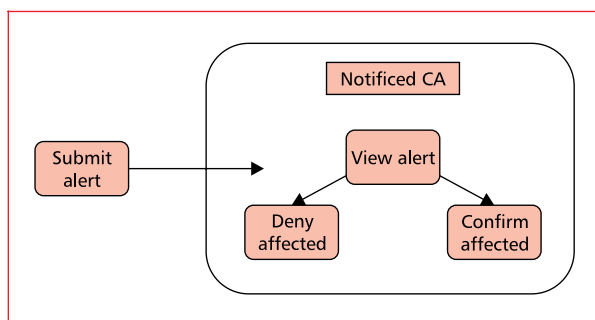 Notificed CA
Submit
alert
View alert
Deny
affected
Confirm
affected